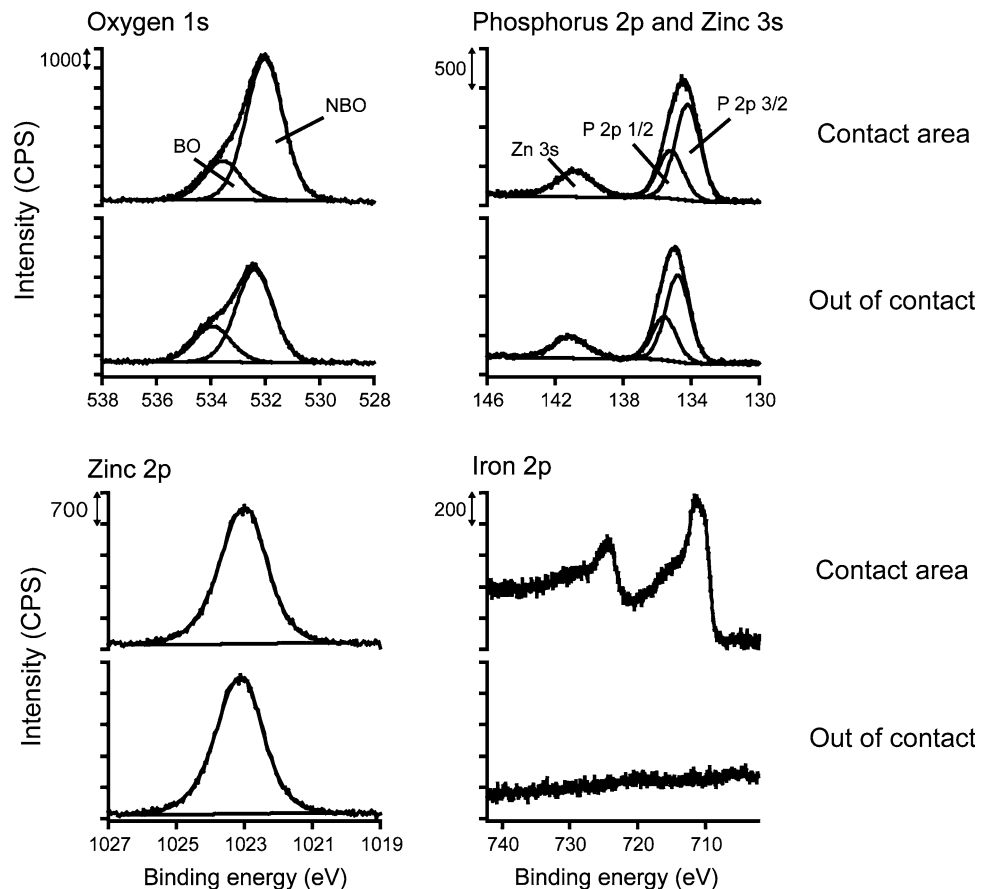 Oxygen 1s
Phosphorus 2p and Zinc 3s
1000
NBO
BO
500
P 2p 3/2
P 2p 1/2
Zn 3s
Contact area
Intensity (CPS)
Out of contact
538 536 534 532 530 528
146 142 138 134 130
Zinc 2p
Iron 2p
700
200
Contact area
Intensity (CPS)
Out of contact
1027 1025 1023 1021 1019
740 730 720 710
Binding energy (eV)
Binding energy (eV)